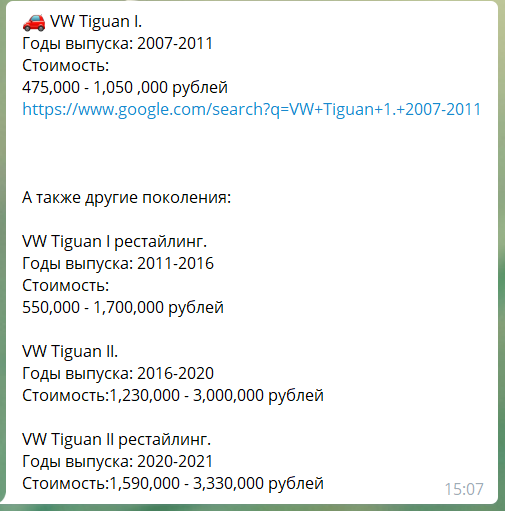 🚗 VW Tiguan I.
Годы выпуска: 2007-2011
Стоимость:
475,000 - 1,050 ,000 рублей
https://www.google.com/search?q=VW+Tiguan+1.+2007-2011
А также другие поколения:
VW Tiguan I рестайлинг.
Годы выпуска: 2011-2016
Стоимость:
550,000 - 1,700,000 рублей
VW Tiguan II.
Годы выпуска: 2016-2020
Стоимость:1,230,000 - 3,000,000 рублей
VW Tiguan II рестайлинг.
Годы выпуска: 2020-2021
Стоимость:1,590,000 - 3,330,000 рублей
15:07